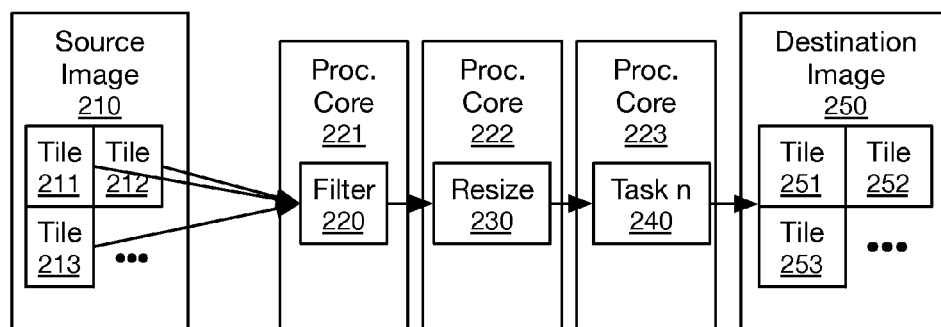 Source
Image
210
Tile
211
Tile
212
Tile
213
•••
Proc.
Core
221
Filter
220
Proc.
Core
222
Resize
230
Proc.
Core
223
Task n
240
Destination
Image
250
Tile
251
Tile
252
Tile
253
•••